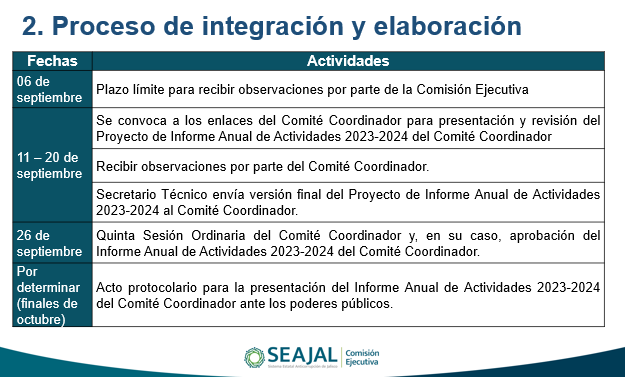 2. Proceso de integración y elaboración
Fechas
Actividades
06 de
septiembre
Plazo límite para recibir observaciones por parte de la Comisión Ejecutiva
11 – 20 de
septiembre
Se convoca a los enlaces del Comité Coordinador para presentación y revisión del
Proyecto de Informe Anual de Actividades 2023-2024 del Comité Coordinador
Recibir observaciones por parte del Comité Coordinador.
Secretario Técnico envía versión final del Proyecto de Informe Anual de Actividades
2023-2024 al Comité Coordinador.
26 de
septiembre
Quinta Sesión Ordinaria del Comité Coordinador y, en su caso, aprobación del
Informe Anual de Actividades 2023-2024 del Comité Coordinador.
Por
determinar
(finales de
octubre)
Acto protocolario para la presentación del Informe Anual de Actividades 2023-2024
del Comité Coordinador ante los poderes públicos.
SEAJAL
Sistema Estatal Anticorrupción de Jalisco
Comisión
Ejecutiva